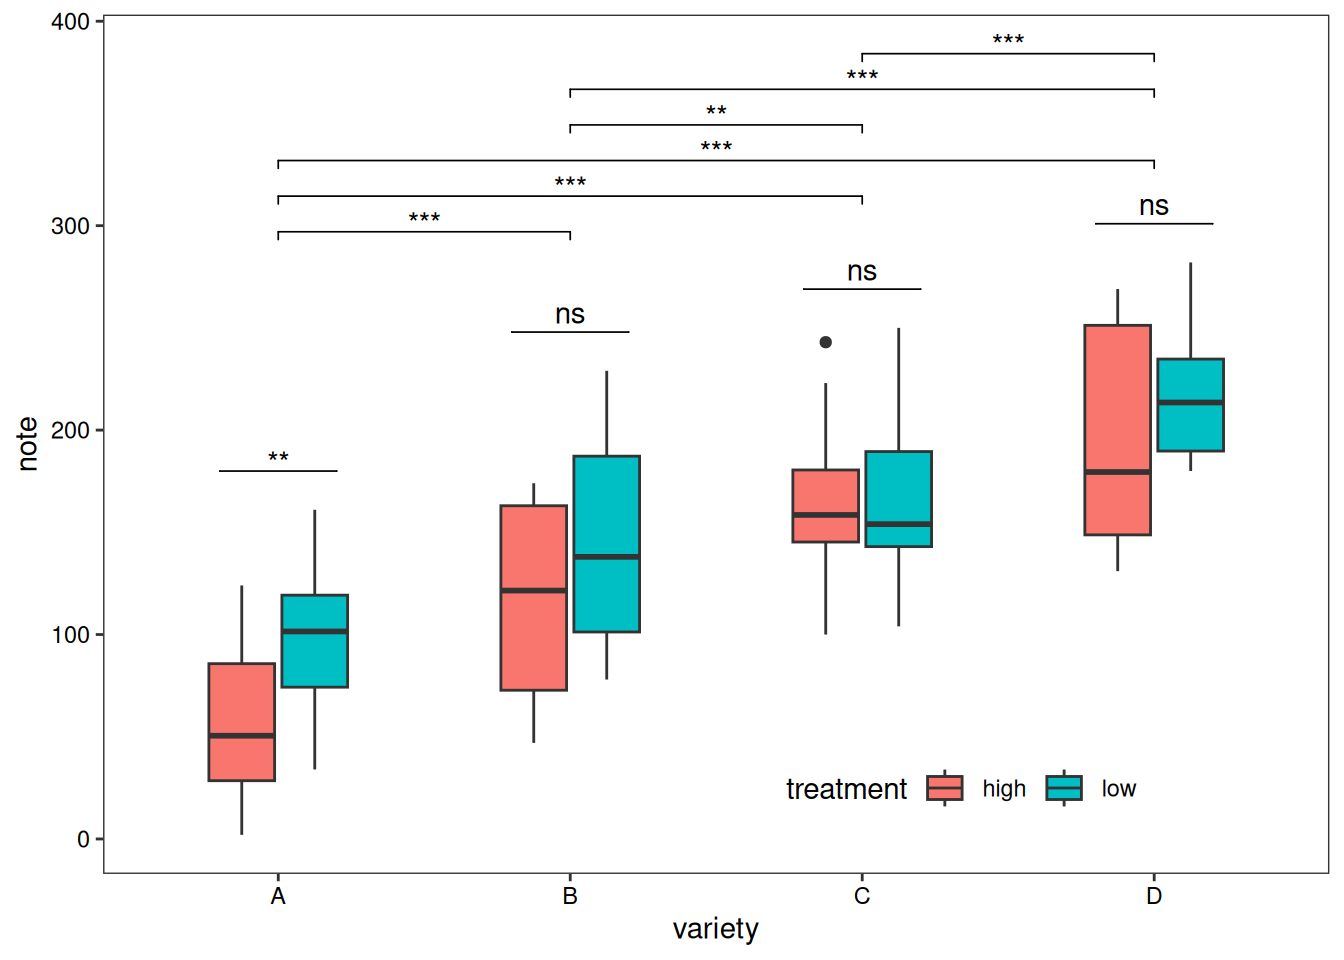 400
***
***
**
***
***
***
300
ns
ns
ns
200
**
100
0
note
treatment high low
A B C D
variety